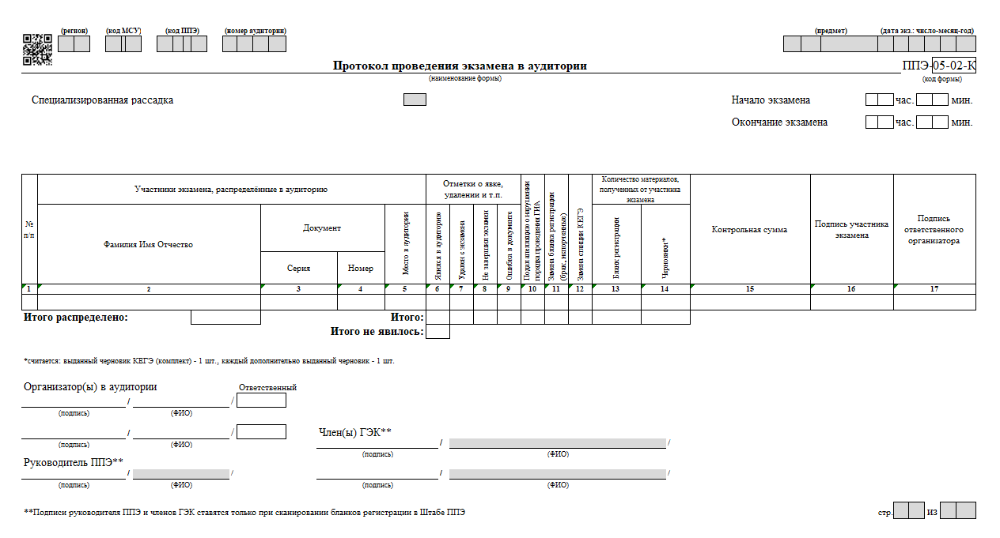 (регион) (код МСУ) (код ППЭ) (номер аудитории) (предмет) (дата экз.: число-месяц-год)
Протокол проведения экзамена в аудитории ППЭ-05-02-К
(наименование формы) (код формы)
Специализированная рассадка Начало экзамена час. мин.
Окончание экзамена час. мин.
№ п/п
Участники экзамена, распределённые в аудиторию
Фамилия Имя Отчество
Документ
Серия
Номер
Место в аудитории
Отметки о явке, удалении и т.п.
Явился в аудиторию
Удален с экзамена
Не завершил экзамен
Ошибка в документе
Подал апелляцию о нарушении порядка проведения ГИА
Замена бланка регистрации (брак, испорченные)
Замена станции КЕГЭ
Количество материалов, полученных от участника экзамена
Бланк регистрации
Черновики*
Контрольная сумма
Подпись участника экзамена
Подпись ответственного организатора
1 2 3 4 5 6 7 8 9 10 11 12 13 14 15 16 17
Итого распределено: Итого:
Итого не явилось:
*считается: выданный черновик КЕГЭ (комплект) - 1 шт., каждый дополнительно выданный черновик - 1 шт.
Организатор(ы) в аудитории Ответственный
/ /
(подпись) (ФИО)
/ / Член(ы) ГЭК**
(подпись) (ФИО) / /
(подпись) (ФИО)
Руководитель ППЭ**
/ / / /
(подпись) (ФИО) (подпись) (ФИО)
**Подписи руководителя ППЭ и членов ГЭК ставятся только при сканировании бланков регистрации в Штабе ППЭ стр. из